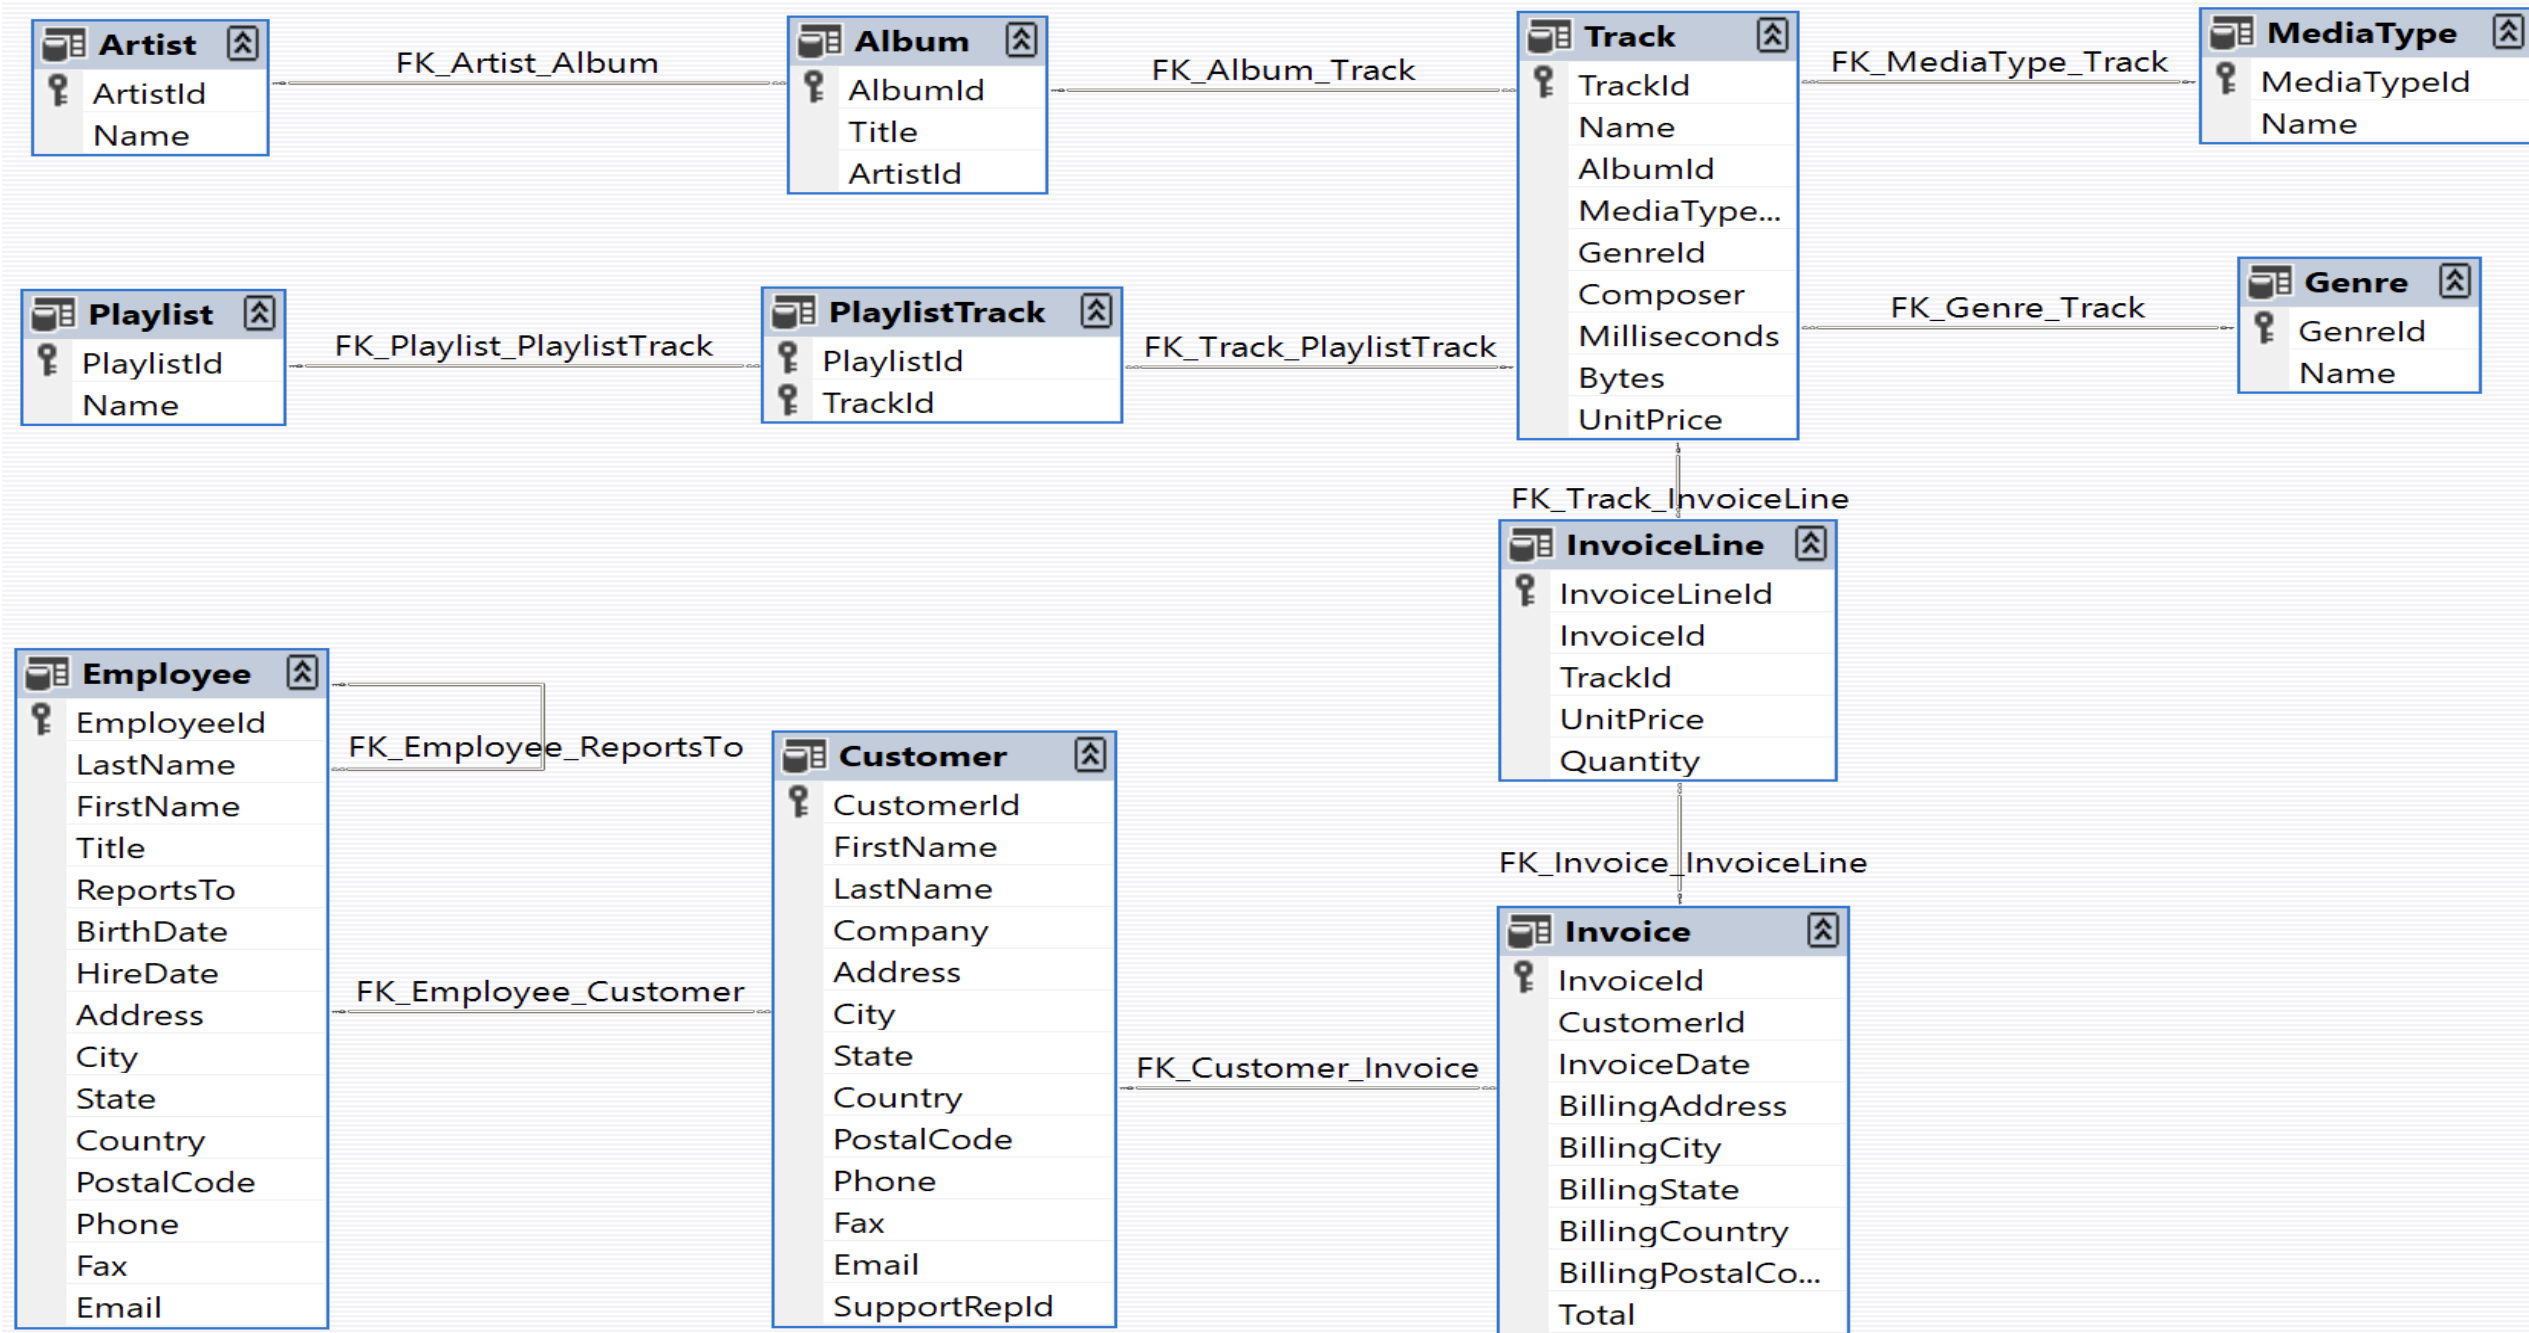 Artist
ArtistId
Name
FK_Artist_Album
Album
AlbumId
Title
ArtistId
FK_Album_Track
Track
TrackId
Name
AlbumId
MediaType...
GenreId
Composer
Milliseconds
Bytes
UnitPrice
FK_MediaType_Track
MediaType
MediaTypeId
Name
Playlist
PlaylistId
Name
FK_Playlist_PlaylistTrack
PlaylistTrack
PlaylistId
TrackId
FK_Track_PlaylistTrack
FK_Genre_Track
Genre
GenreId
Name
FK_Track_InvoiceLine
InvoiceLine
InvoiceLineId
InvoiceId
TrackId
UnitPrice
Quantity
Employee
EmployeeId
LastName
FirstName
Title
ReportsTo
BirthDate
HireDate
Address
City
State
Country
PostalCode
Phone
Fax
Email
FK_Employee_ReportsTo
FK_Employee_Customer
Customer
CustomerId
FirstName
LastName
Company
Address
City
State
Country
PostalCode
Phone
Fax
Email
SupportRepId
FK_Customer_Invoice
FK_Invoice_InvoiceLine
Invoice
InvoiceId
CustomerId
InvoiceDate
BillingAddress
BillingCity
BillingState
BillingCountry
BillingPostalCo...
Total